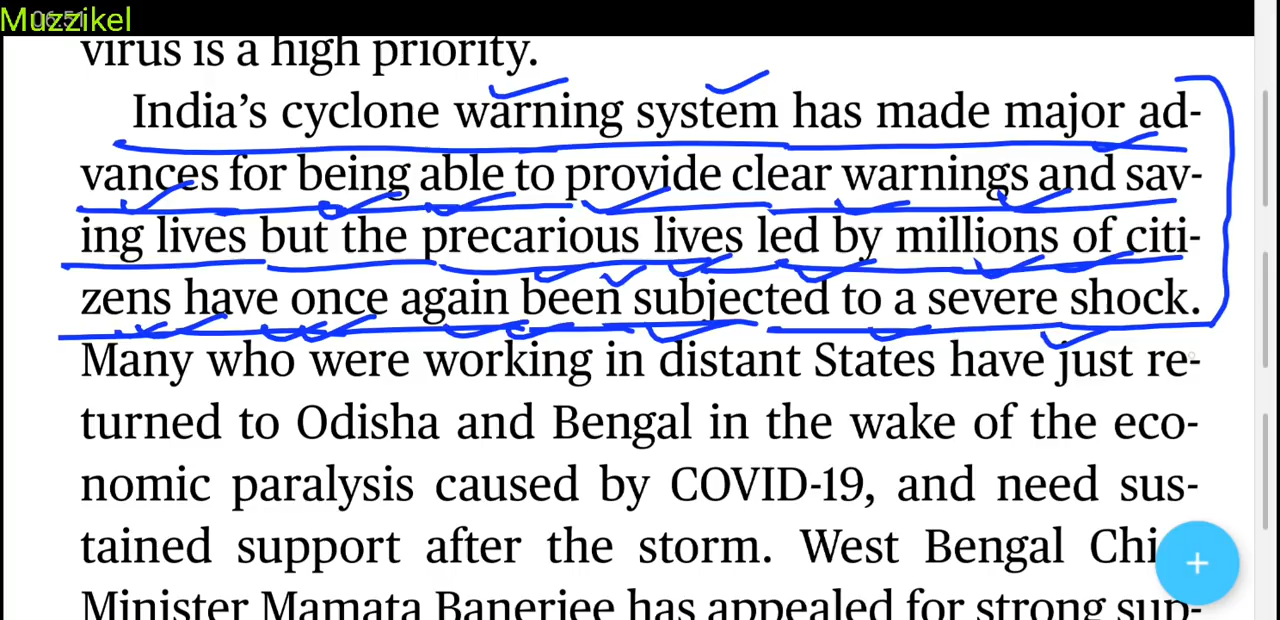 Muzzikel
06:51
virus is a high priority.
India's cyclone warning system has made major ad-
vances for being able to provide clear warnings and sav-
ing lives but the precarious lives led by millions of citi-
zens have once again been subjected to a severe shock.
Many who were working in distant States have just re-
turned to Odisha and Bengal in the wake of the eco-
nomic paralysis caused by COVID-19, and need sus-
tained support after the storm. West Bengal Chi
Minister Mamata Banerjee has appealed for strong sup-
+